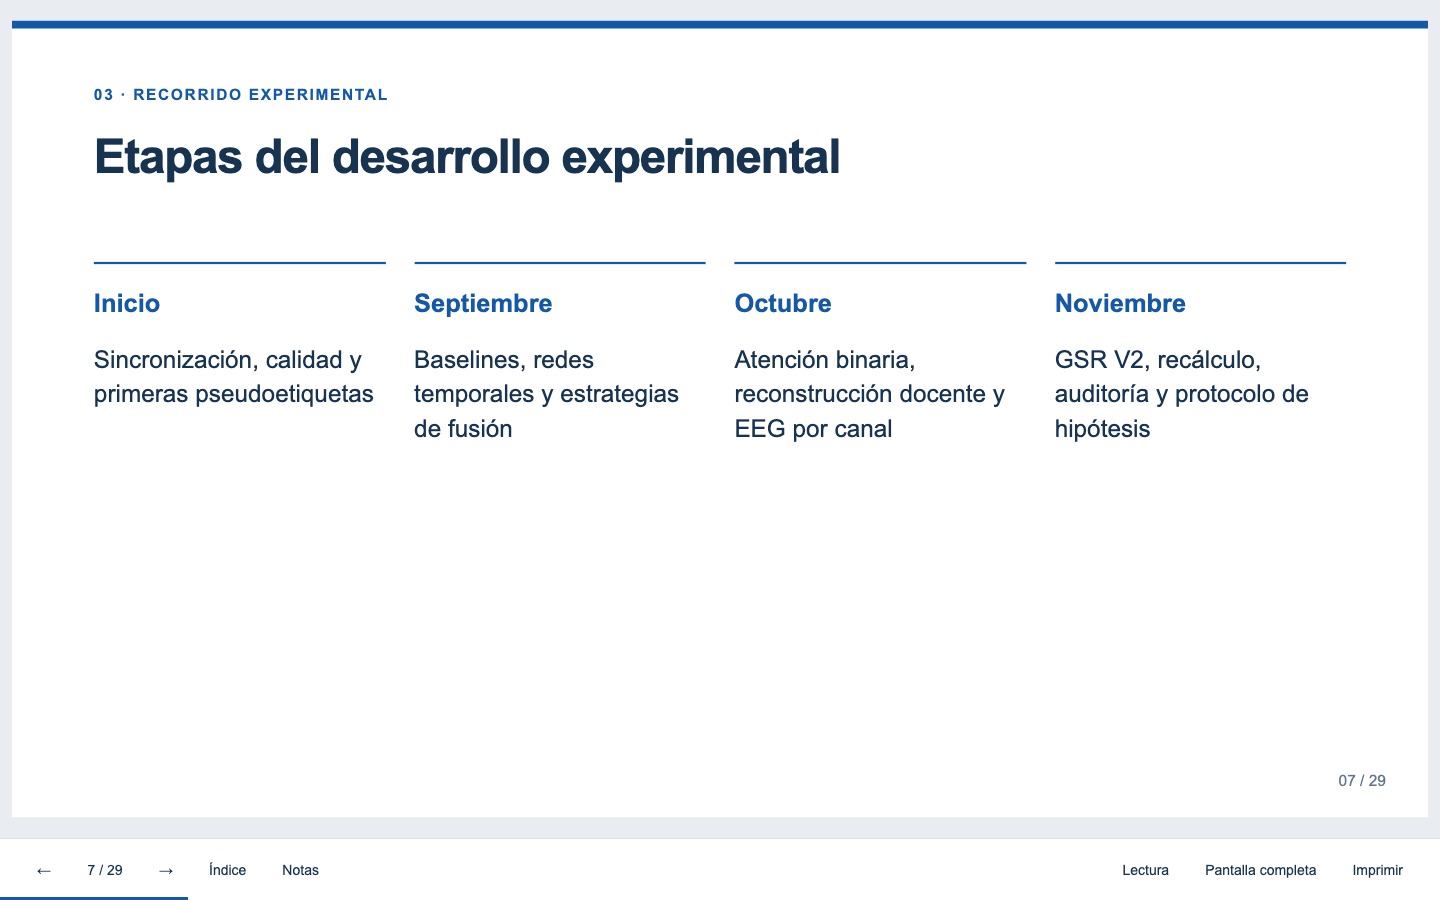 03 · RECORRIDO EXPERIMENTAL
Etapas del desarrollo experimental
Inicio
Sincronización, calidad y
primeras pseudoetiquetas
Septiembre
Baselines, redes
temporales y estrategias
de fusión
Octubre
Atención binaria,
reconstrucción docente y
EEG por canal
Noviembre
GSR V2, recálculo,
auditoría y protocolo de
hipótesis
07 / 29
← 7 / 29 → Índice Notas Lectura Pantalla completa Imprimir